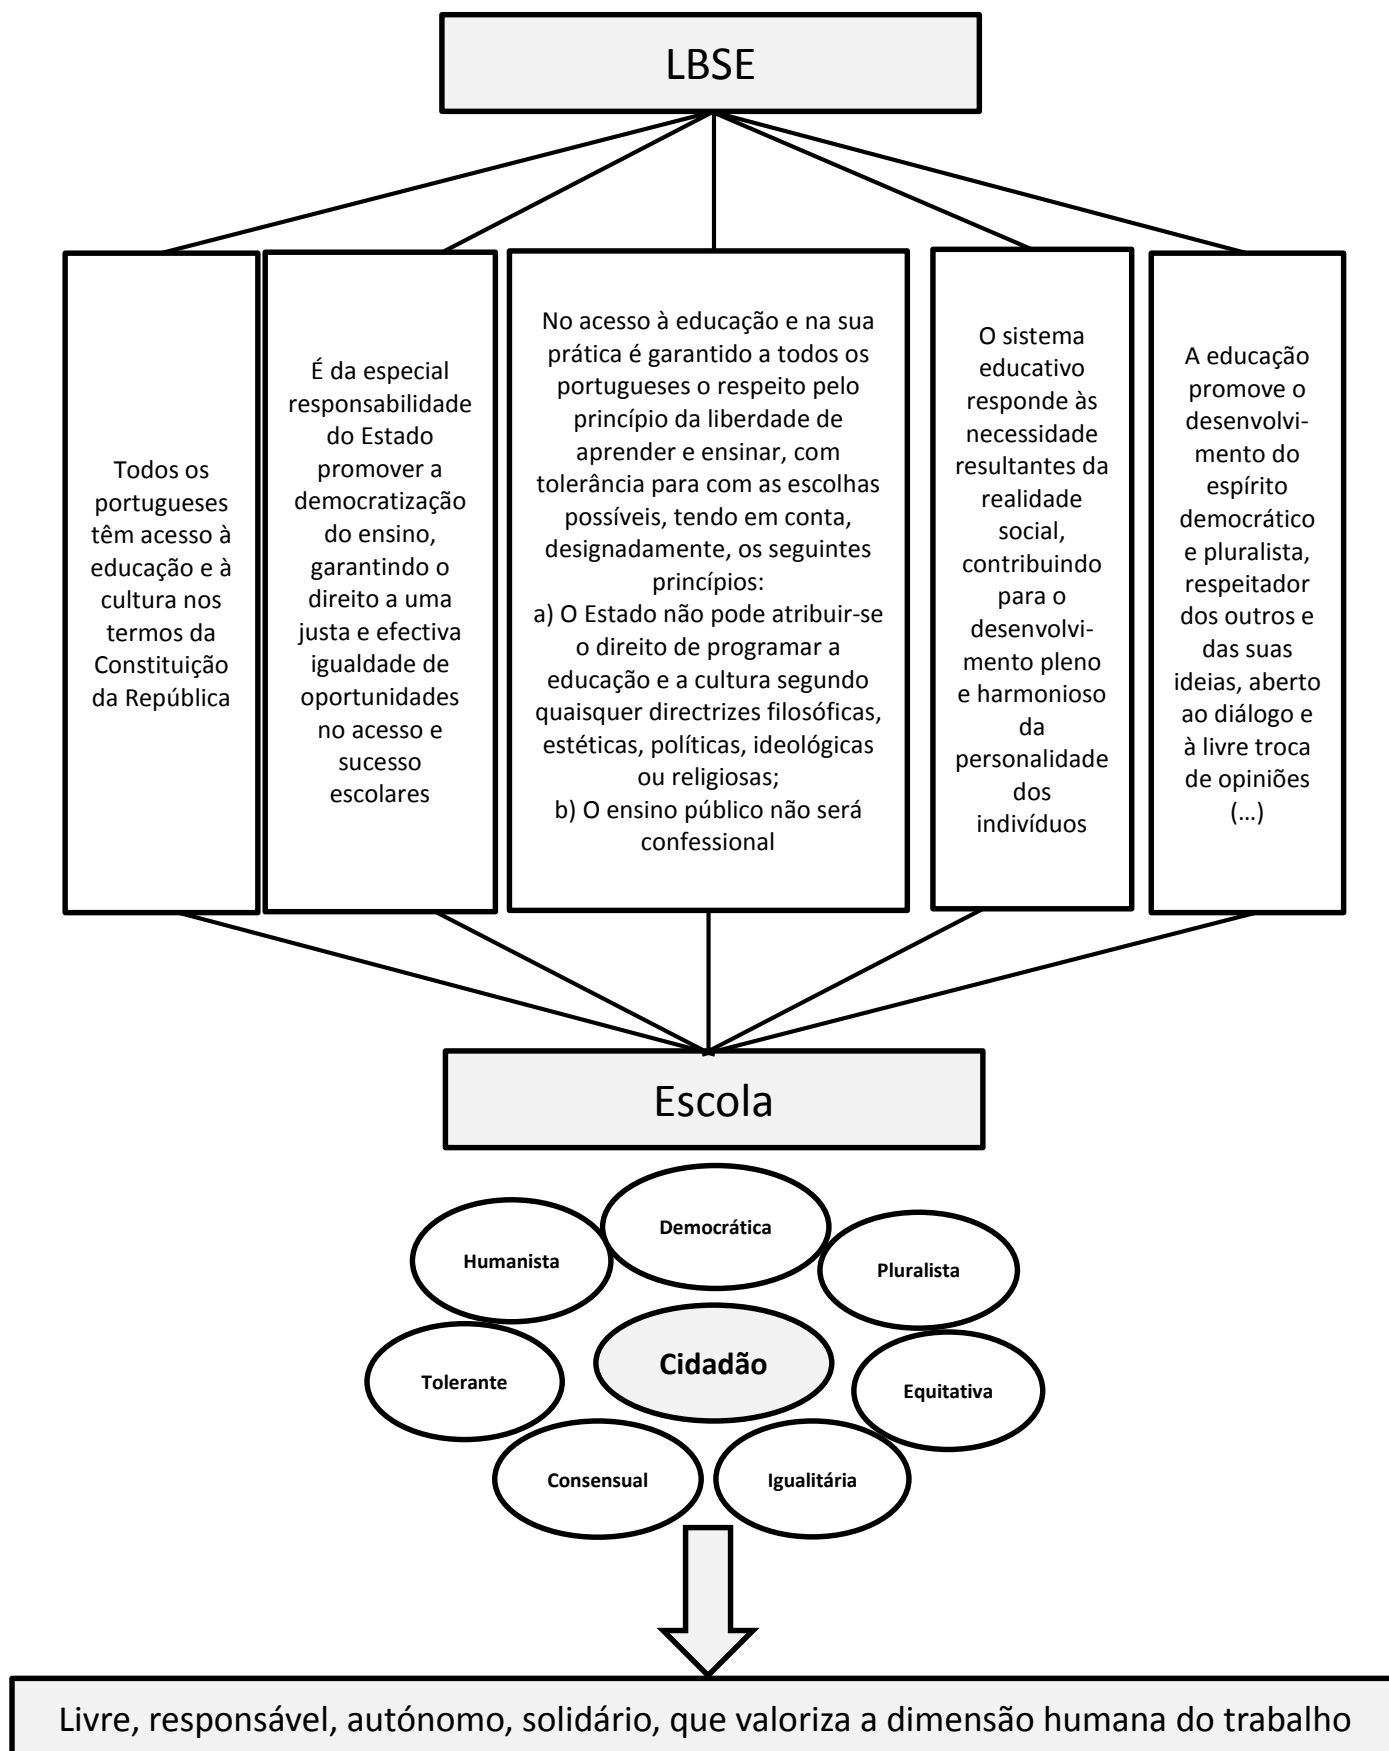 LBSE
Todos os
portugueses
têm acesso à
educação e à
cultura nos
termos da
Constituição
da República
É da especial
responsabilidade
do Estado
promover a
democratização
do ensino,
garantindo o
direito a uma
justa e efectiva
igualdade de
oportunidades
no acesso e
sucesso
escolares
No acesso à educação e na sua
prática é garantido a todos os
portugueses o respeito pelo
princípio da liberdade de
aprender e ensinar, com
tolerância para com as escolhas
possíveis, tendo em conta,
designadamente, os seguintes
princípios:
a) O Estado não pode atribuir-se
o direito de programar a
educação e a cultura segundo
quaisquer directrizes filosóficas,
estéticas, políticas, ideológicas
ou religiosas;
b) O ensino público não será
confessional
O sistema
educativo
responde às
necessidade
resultantes da
realidade
social,
contribuindo
para o
desenvolvi-
mento pleno
e harmonioso
da
personalidade
dos
indivíduos
A educação
promove o
desenvolvi-
mento do
espírito
democrático
e pluralista,
respeitador
dos outros e
das suas
ideias, aberto
ao diálogo e
à livre troca
de opiniões
(…)
Escola
Democrática
Humanista
Pluralista
Cidadão
Tolerante
Equitativa
Consensual
Igualitária
Livre, responsável, autónomo, solidário, que valoriza a dimensão humana do trabalho